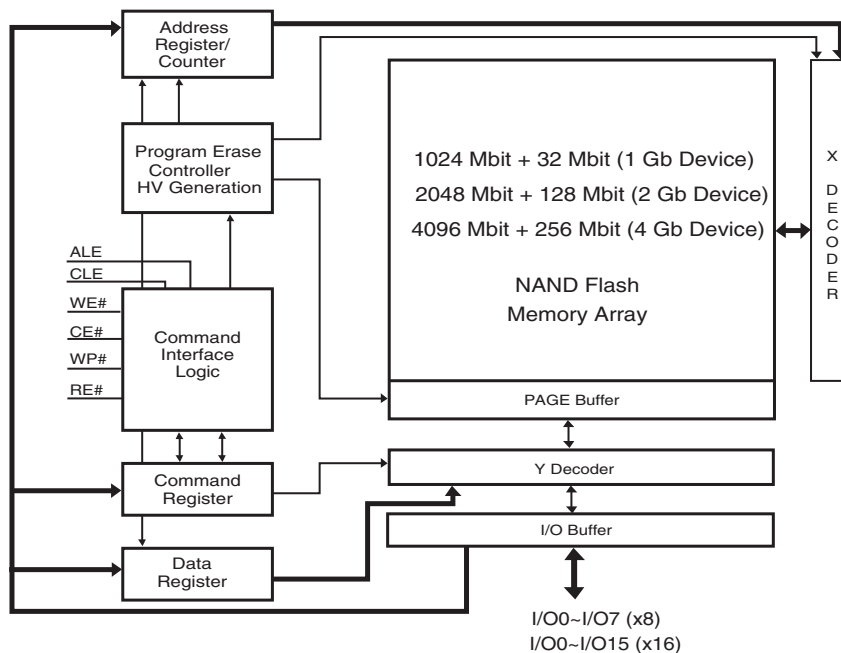 Address
Register/
Counter
Program Erase
Controller
HV Generation
ALE
CLE
WE#
CE#
WP#
RE#
Command
Interface
Logic
Command
Register
Data
Register
1024 Mbit + 32 Mbit (1 Gb Device)
2048 Mbit + 128 Mbit (2 Gb Device)
4096 Mbit + 256 Mbit (4 Gb Device)
NAND Flash
Memory Array
PAGE Buffer
Y Decoder
I/O Buffer
I/O0~I/O7 (x8)
I/O0~I/O15 (x16)
X DECODER